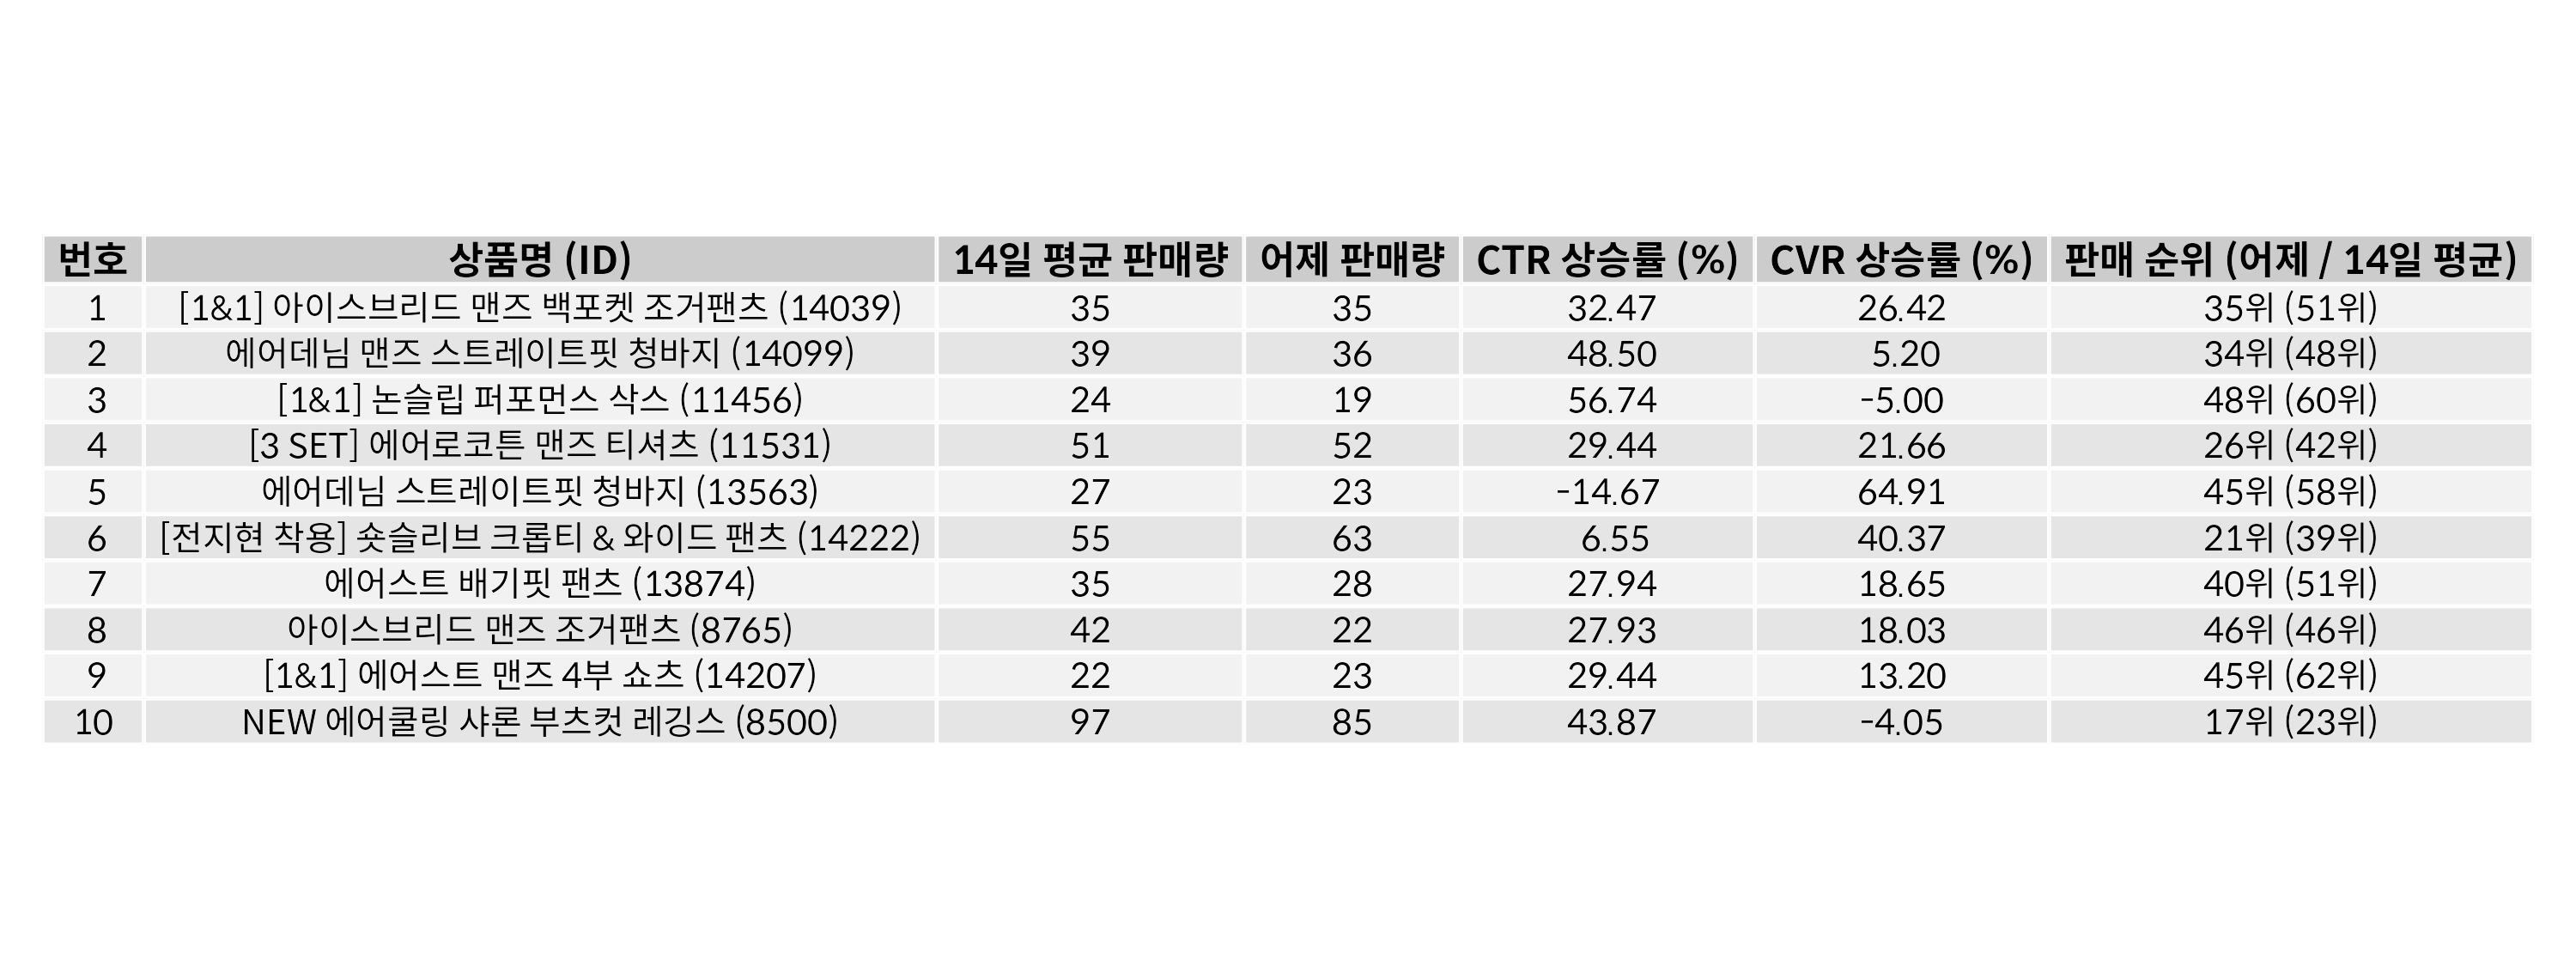 번호 상품명 (ID) 14일 평균 판매량 어제 판매량 CTR 상승률 (%) CVR 상승률 (%) 판매 순위 (어제 / 14일 평균)
1 [1&1] 아이스브리드 맨즈 백포켓 조거팬츠 (14039) 35 35 32.47 26.42 35위 (51위)
2 에어데님 맨즈 스트레이트핏 청바지 (14099) 39 36 48.50 5.20 34위 (48위)
3 [1&1] 논슬립 퍼포먼스 삭스 (11456) 24 19 56.74 -5.00 48위 (60위)
4 [3 SET] 에어로코튼 맨즈 티셔츠 (11531) 51 52 29.44 21.66 26위 (42위)
5 에어데님 스트레이트핏 청바지 (13563) 27 23 -14.67 64.91 45위 (58위)
6 [전지현 착용] 숏슬리브 크롭티 & 와이드 팬츠 (14222) 55 63 6.55 40.37 21위 (39위)
7 에어스트 배기핏 팬츠 (13874) 35 28 27.94 18.65 40위 (51위)
8 아이스브리드 맨즈 조거팬츠 (8765) 42 22 27.93 18.03 46위 (46위)
9 [1&1] 에어스트 맨즈 4부 쇼츠 (14207) 22 23 29.44 13.20 45위 (62위)
10 NEW 에어쿨링 샤론 부츠컷 레깅스 (8500) 97 85 43.87 -4.05 17위 (23위)